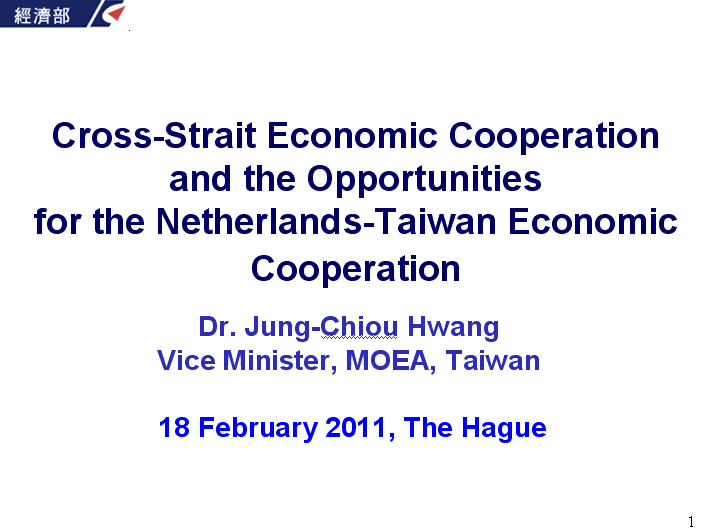 經濟部
Cross-Strait Economic Cooperation
and the Opportunities
for the Netherlands-Taiwan Economic
Cooperation
Dr. Jung-Chiou Hwang
Vice Minister, MOEA, Taiwan
18 February 2011, The Hague
1